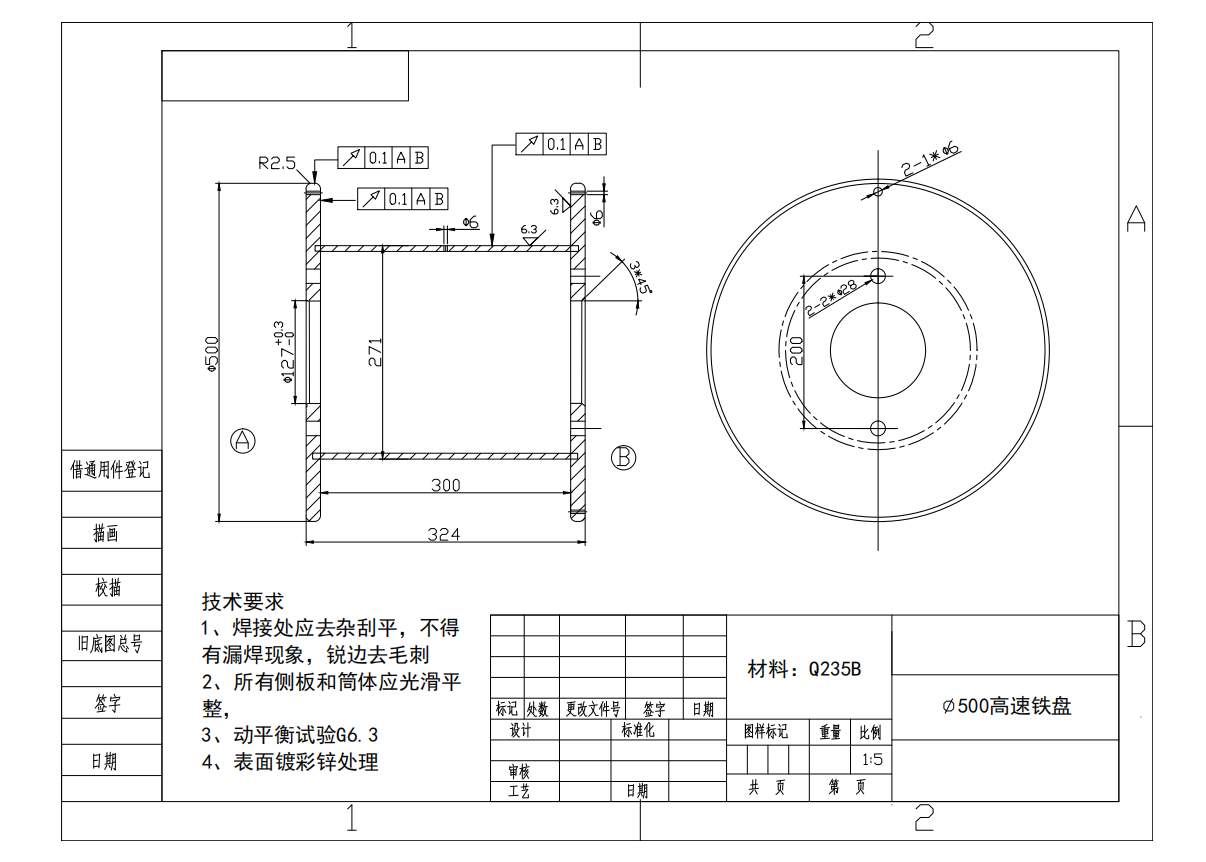 1
2
R2.5
0.1 A B
0.1 A B
0.1 A B
2-1*φ6
φ6
6.3
6.3
φ6
3*45°
A
φ500
φ127 +0.3 -0
271
200
2-2*φ28
A
B
300
324
借通用件登记
描画
校描
旧底图总号
签字
日期
技术要求
1、焊接处应去杂刮平，不得
有漏焊现象，锐边去毛刺
2、所有侧板和筒体应光滑平
整，
3、动平衡试验G6.3
4、表面镀彩锌处理
B
材料：Q235B
φ500高速铁盘
标记 处数 更改文件号 签字 日期
设计 标准化
图样标记 重量 比例
1:5
审核
工艺 日期
共 页 第 页
1
2